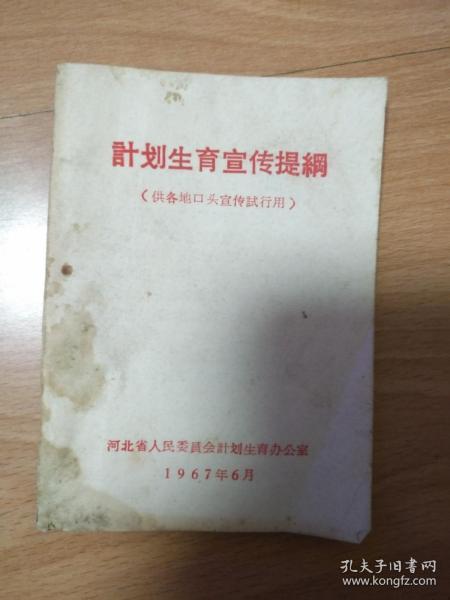 計划生育宣传提綱
（供各地口头宣传試行用）
河北省人民委員会計划生育办公室
1967年6月
孔夫子旧书网
www.kongfz.com